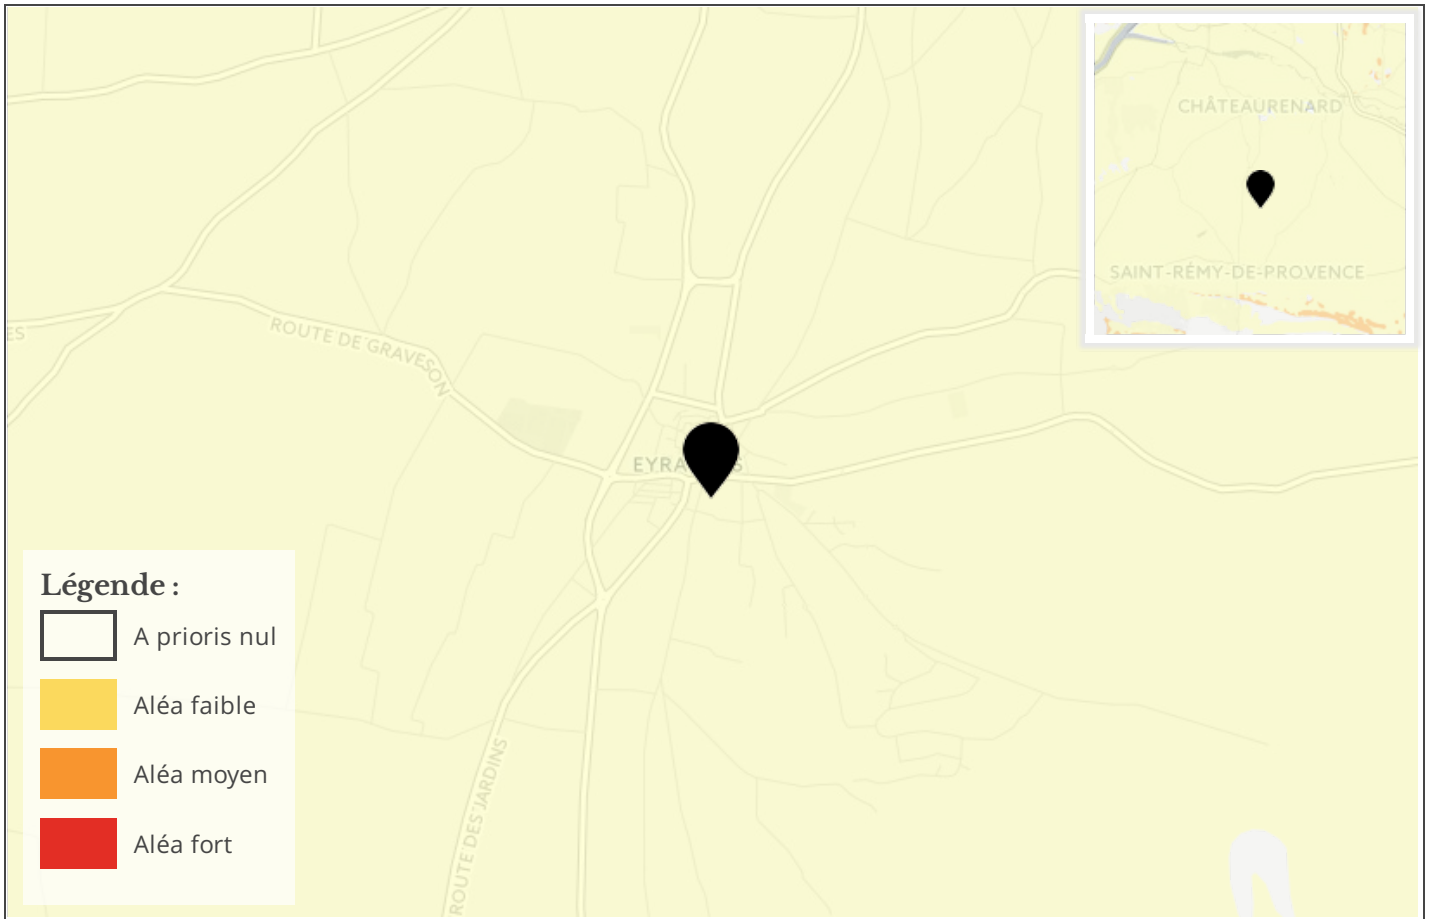 CHÂTEAURENARD
SAINT-RÉMY-DE-PROVENCE
ES
ROUTE DE GRAVESON
Légende :
A prioris nul
Aléa faible
Aléa moyen
Aléa fort
ROUTE DES JARDINS